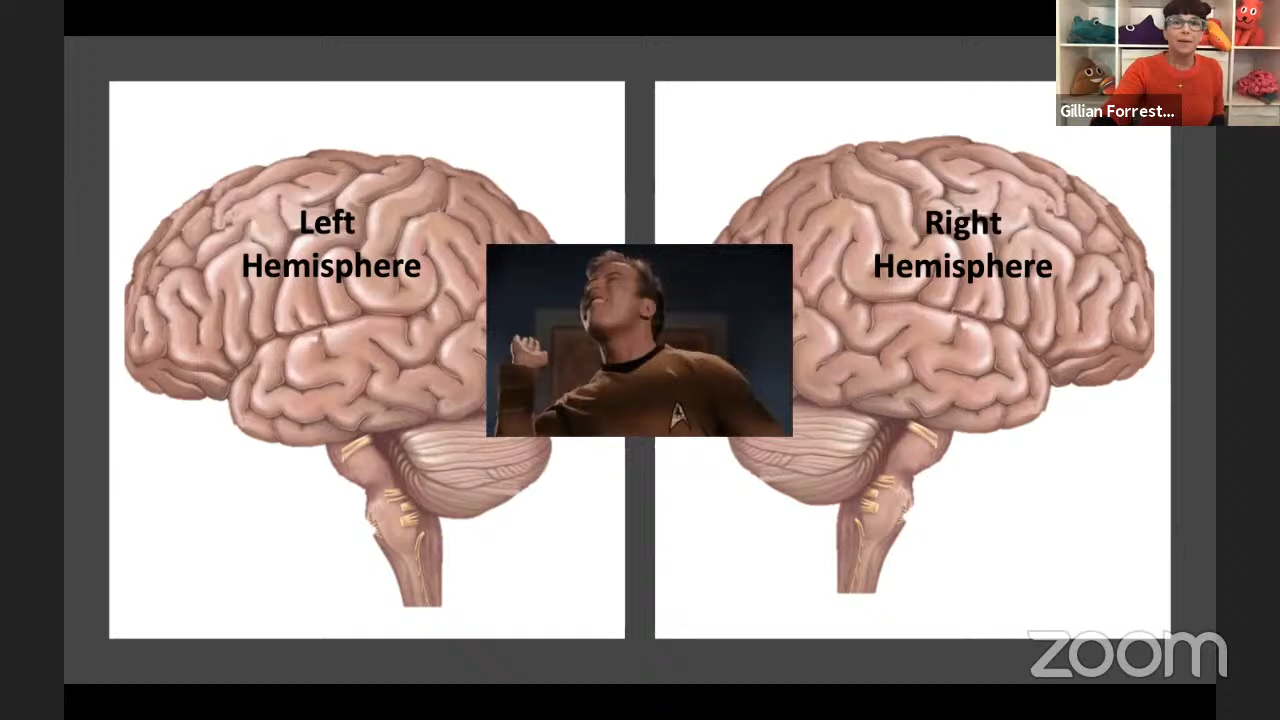 Left
Hemisphere
Right
Hemisphere
Gillian Forrest...
zoom